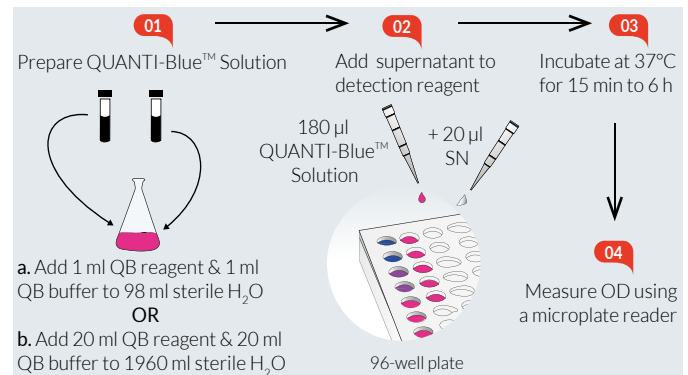 01
Prepare QUANTI-Blue™ Solution
a. Add 1 ml QB reagent & 1 ml
QB buffer to 98 ml sterile H₂O
OR
b. Add 20 ml QB reagent & 20 ml
QB buffer to 1960 ml sterile H₂O
02
Add supernatant to
detection reagent
180 µl
QUANTI-Blue™
Solution
+ 20 µl
SN
96-well plate
03
Incubate at 37°C
for 15 min to 6 h
04
Measure OD using
a microplate reader